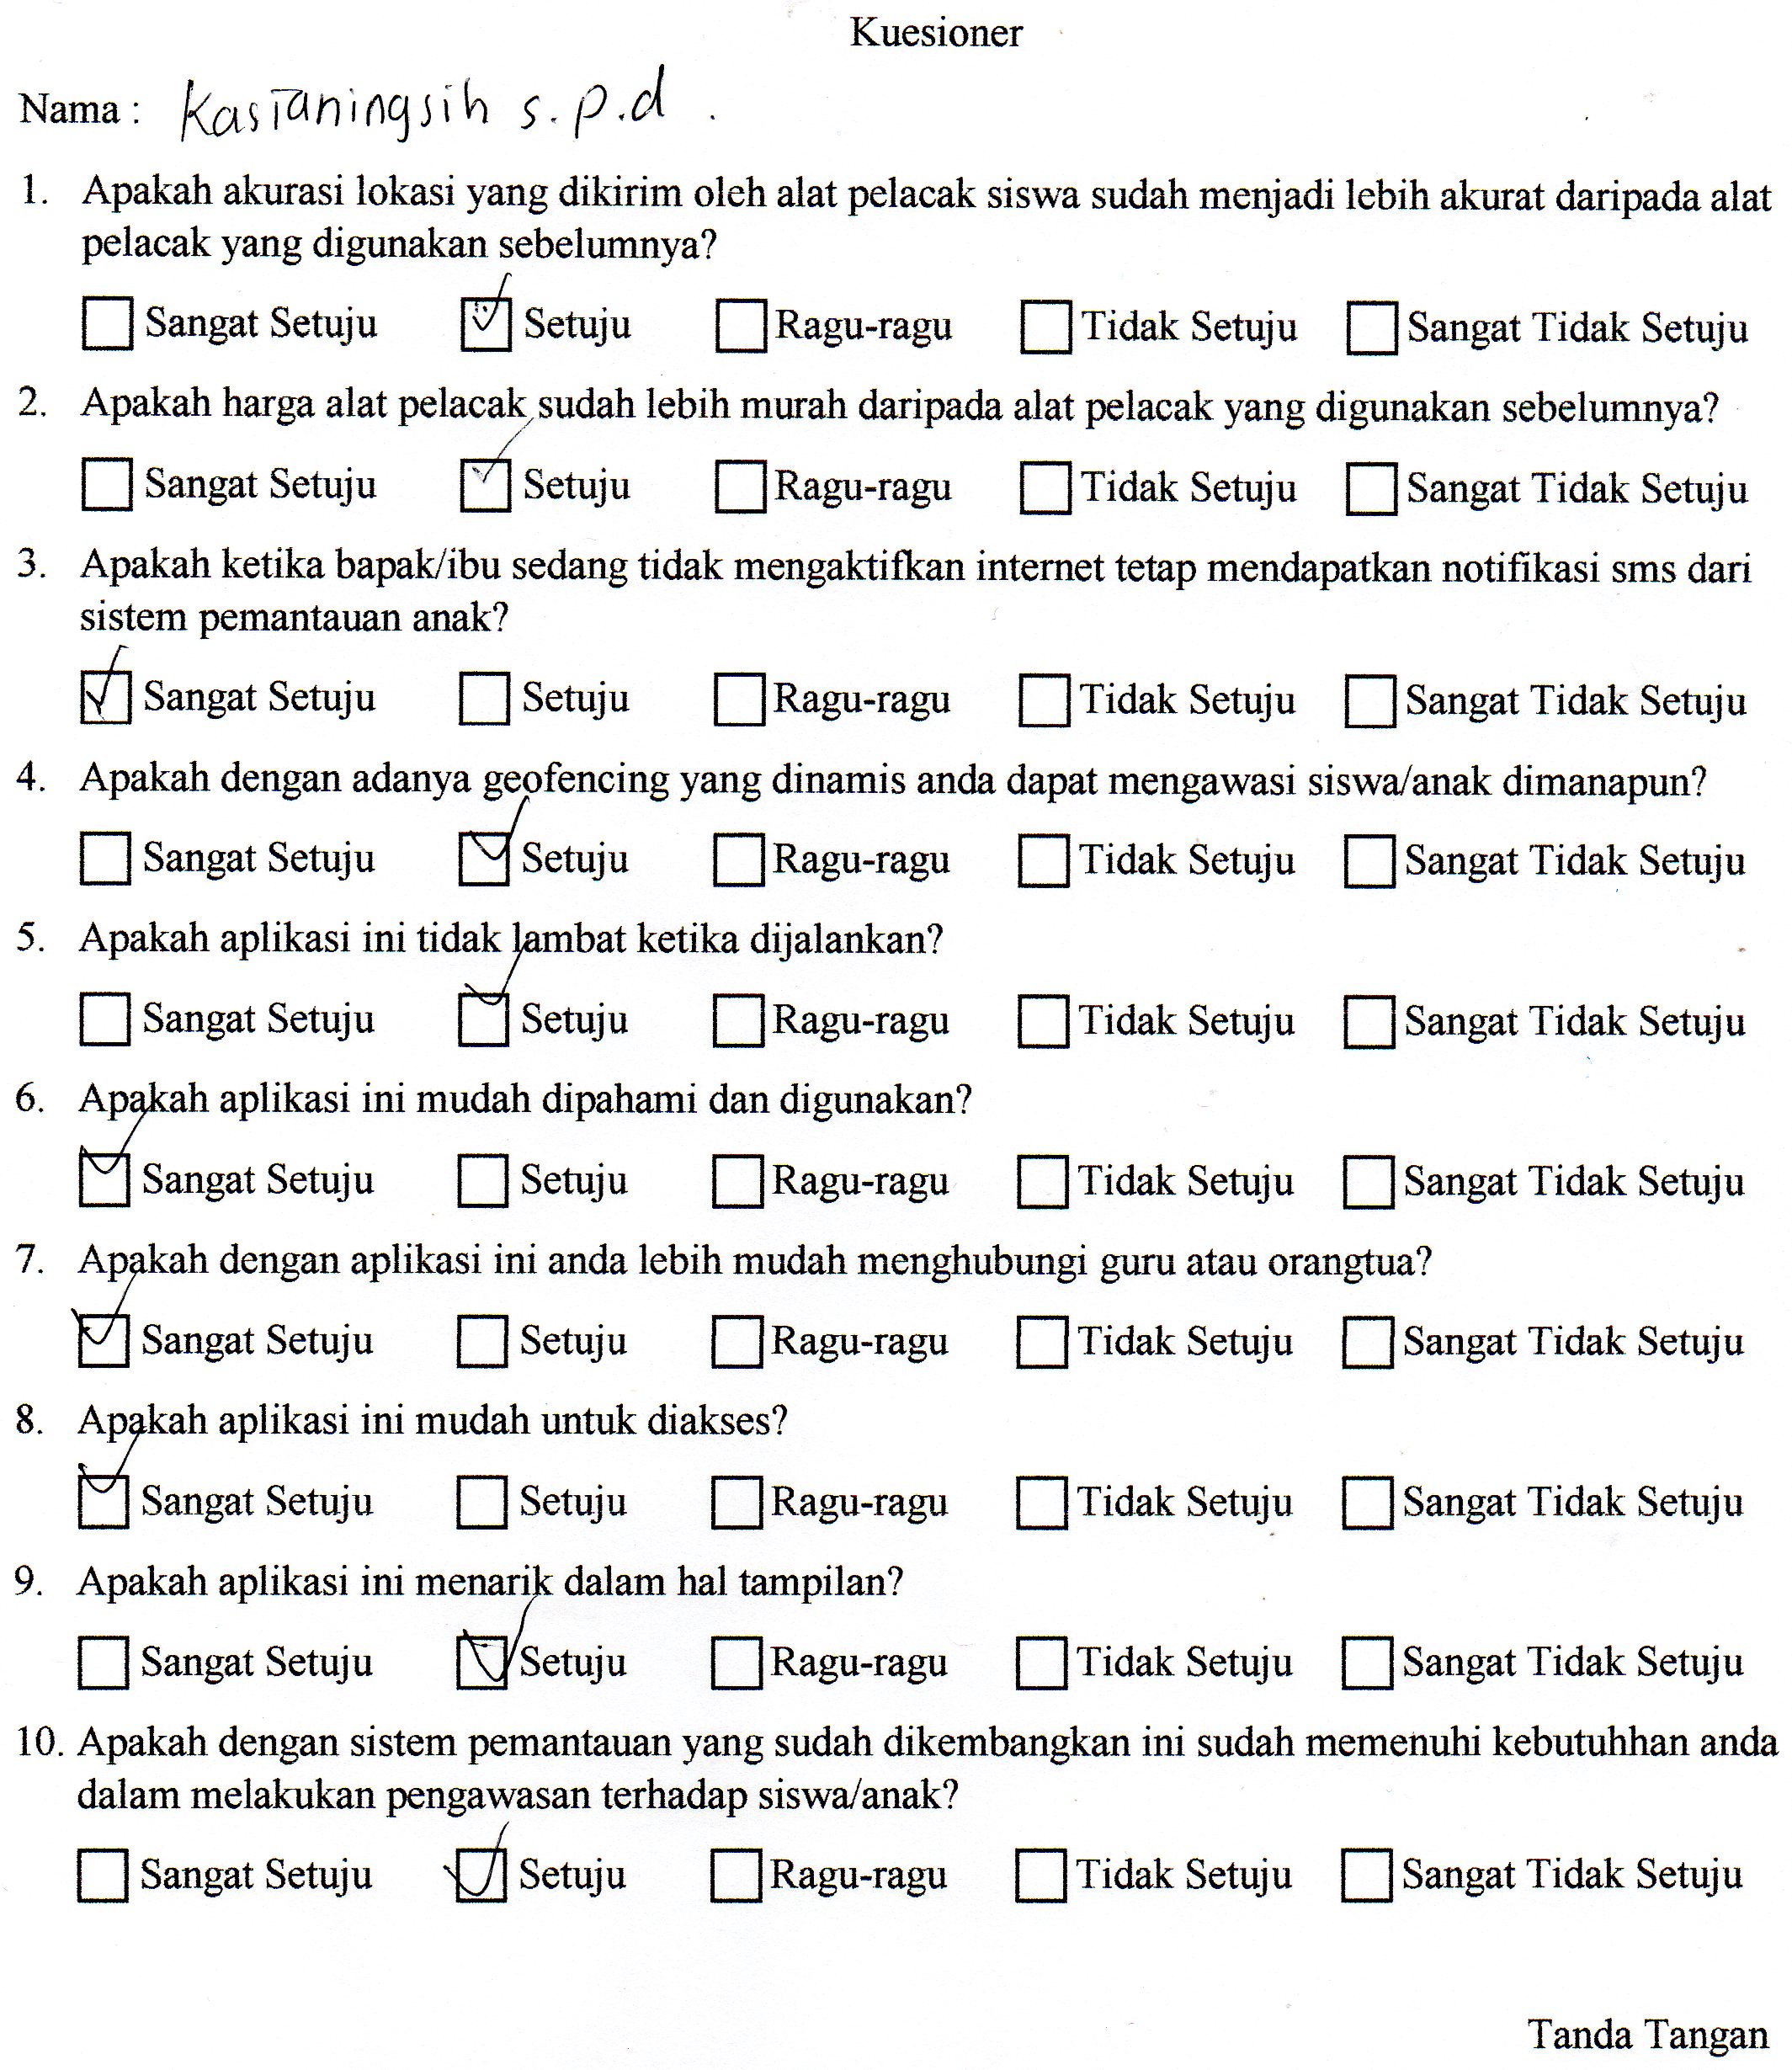 Kuesioner
Nama : Kastaningsih s.p.d .
1. Apakah akurasi lokasi yang dikirim oleh alat pelacak siswa sudah menjadi lebih akurat daripada alat
pelacak yang digunakan sebelumnya?
Sangat Setuju Setuju Ragu-ragu Tidak Setuju Sangat Tidak Setuju
2. Apakah harga alat pelacak sudah lebih murah daripada alat pelacak yang digunakan sebelumnya?
Sangat Setuju Setuju Ragu-ragu Tidak Setuju Sangat Tidak Setuju
3. Apakah ketika bapak/ibu sedang tidak mengaktifkan internet tetap mendapatkan notifikasi sms dari
sistem pemantauan anak?
Sangat Setuju Setuju Ragu-ragu Tidak Setuju Sangat Tidak Setuju
4. Apakah dengan adanya geofencing yang dinamis anda dapat mengawasi siswa/anak dimanapun?
Sangat Setuju Setuju Ragu-ragu Tidak Setuju Sangat Tidak Setuju
5. Apakah aplikasi ini tidak lambat ketika dijalankan?
Sangat Setuju Setuju Ragu-ragu Tidak Setuju Sangat Tidak Setuju
6. Apakah aplikasi ini mudah dipahami dan digunakan?
Sangat Setuju Setuju Ragu-ragu Tidak Setuju Sangat Tidak Setuju
7. Apakah dengan aplikasi ini anda lebih mudah menghubungi guru atau orangtua?
Sangat Setuju Setuju Ragu-ragu Tidak Setuju Sangat Tidak Setuju
8. Apakah aplikasi ini mudah untuk diakses?
Sangat Setuju Setuju Ragu-ragu Tidak Setuju Sangat Tidak Setuju
9. Apakah aplikasi ini menarik dalam hal tampilan?
Sangat Setuju Setuju Ragu-ragu Tidak Setuju Sangat Tidak Setuju
10. Apakah dengan sistem pemantauan yang sudah dikembangkan ini sudah memenuhi kebutuhhan anda
dalam melakukan pengawasan terhadap siswa/anak?
Sangat Setuju Setuju Ragu-ragu Tidak Setuju Sangat Tidak Setuju
Tanda Tangan